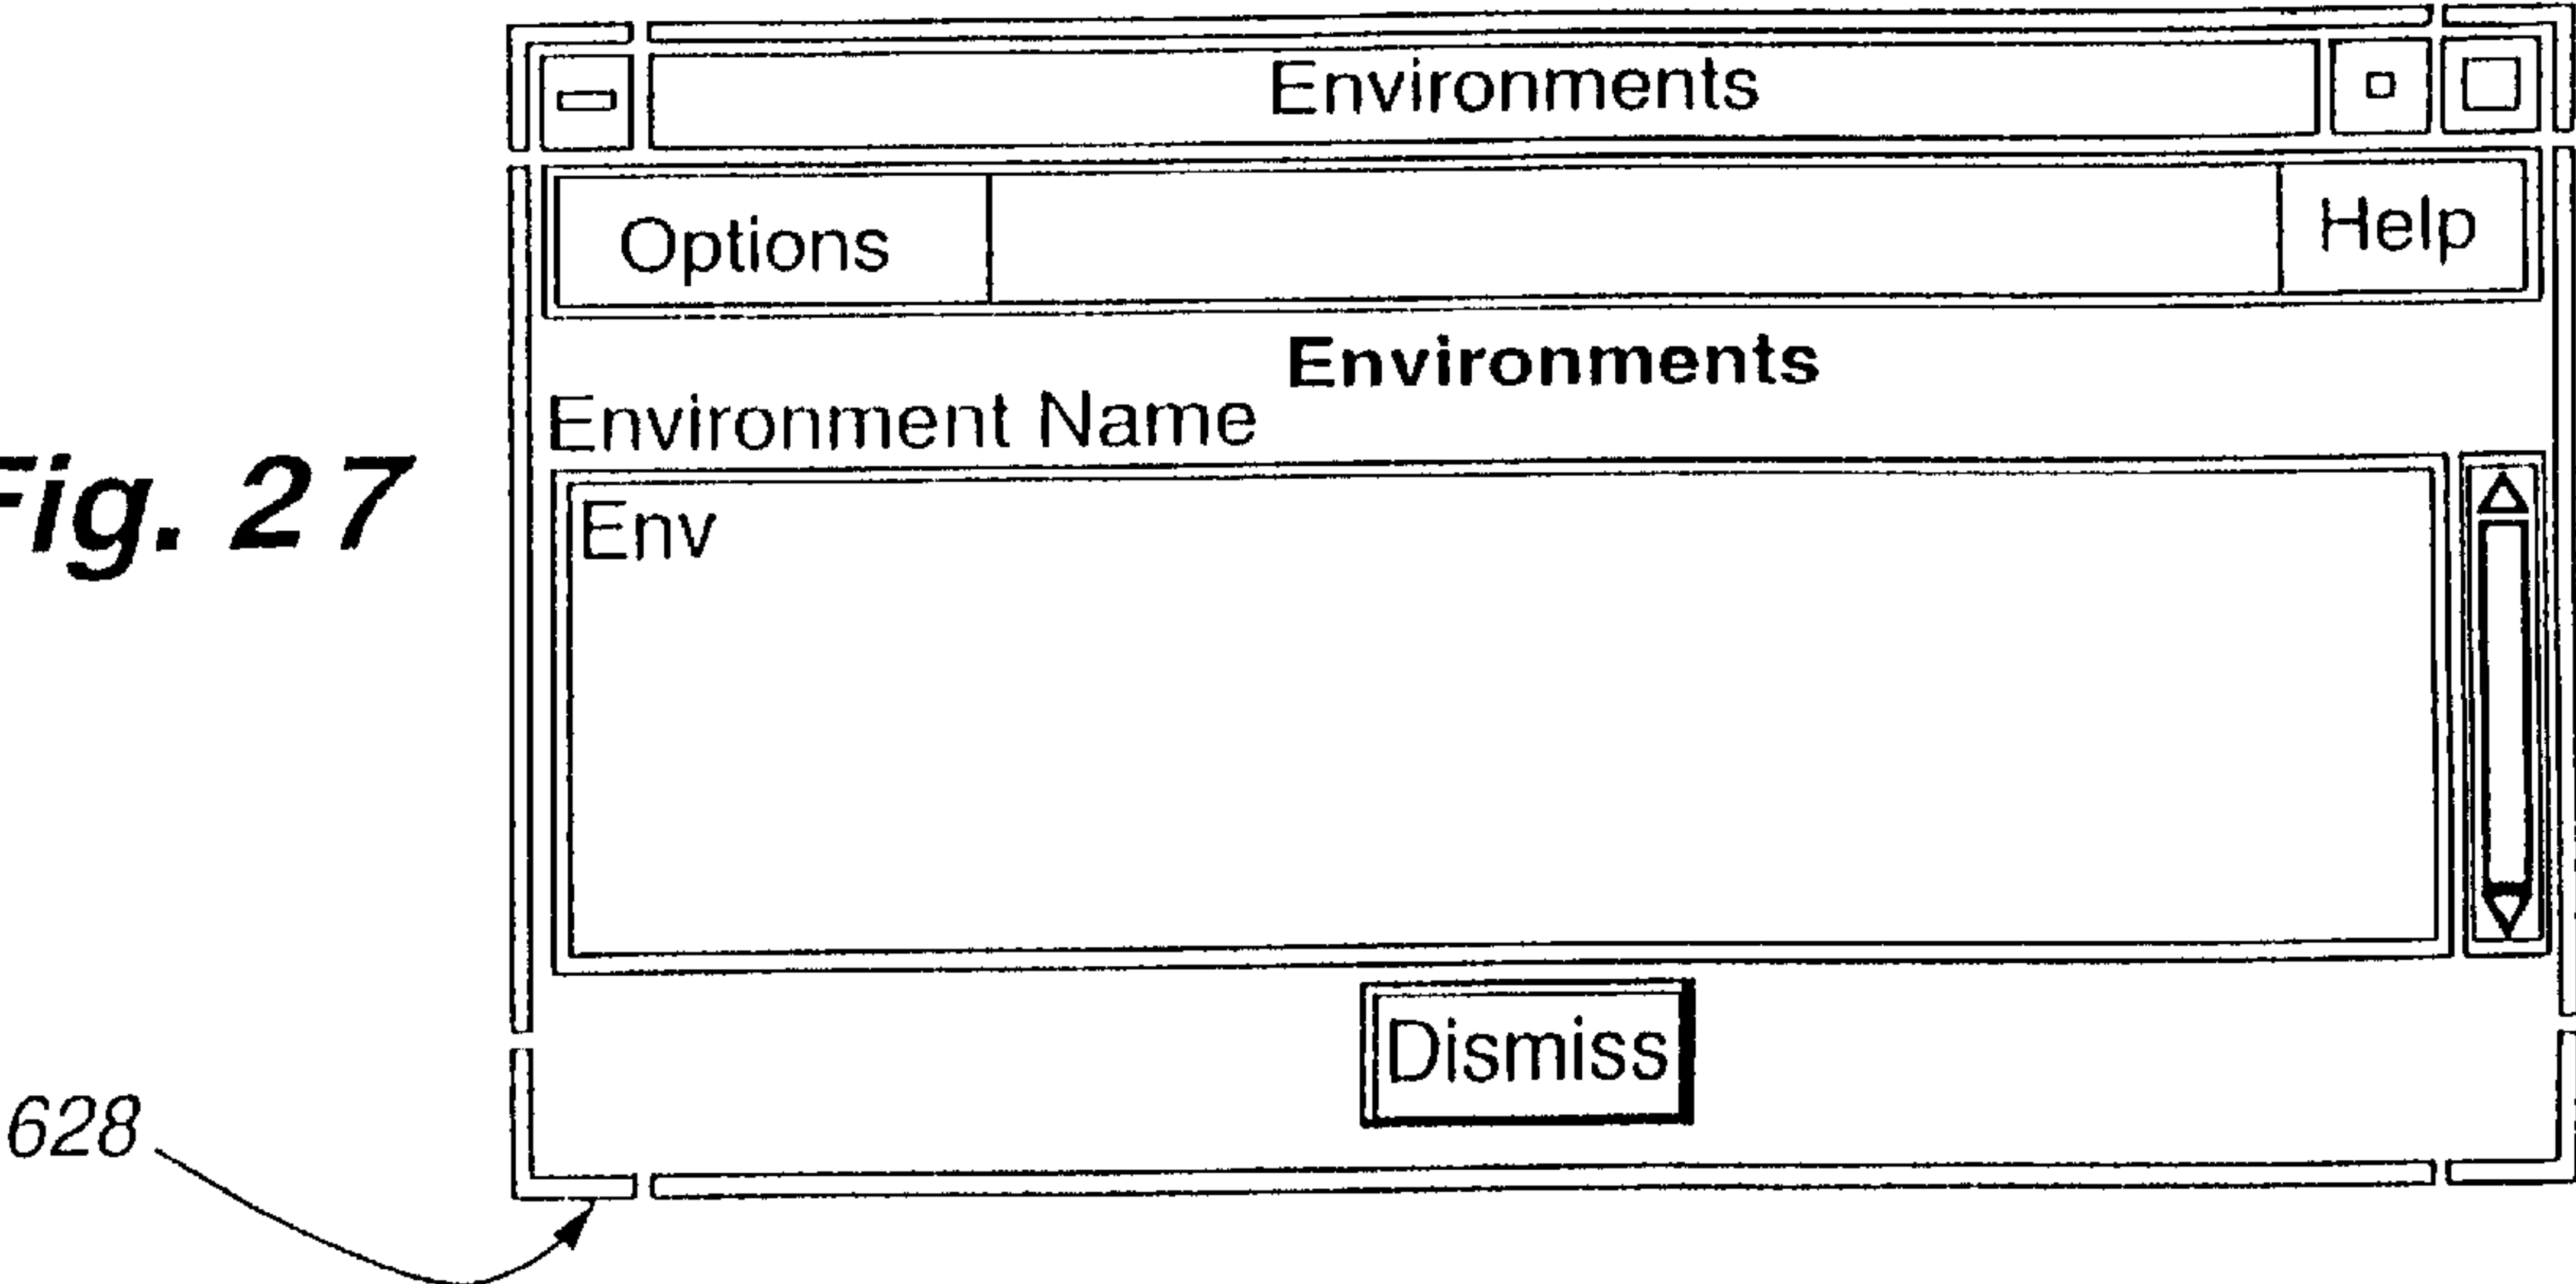 Environments
Options
Help
Environments
Environment Name
Fig. 27
Env
Dismiss
628